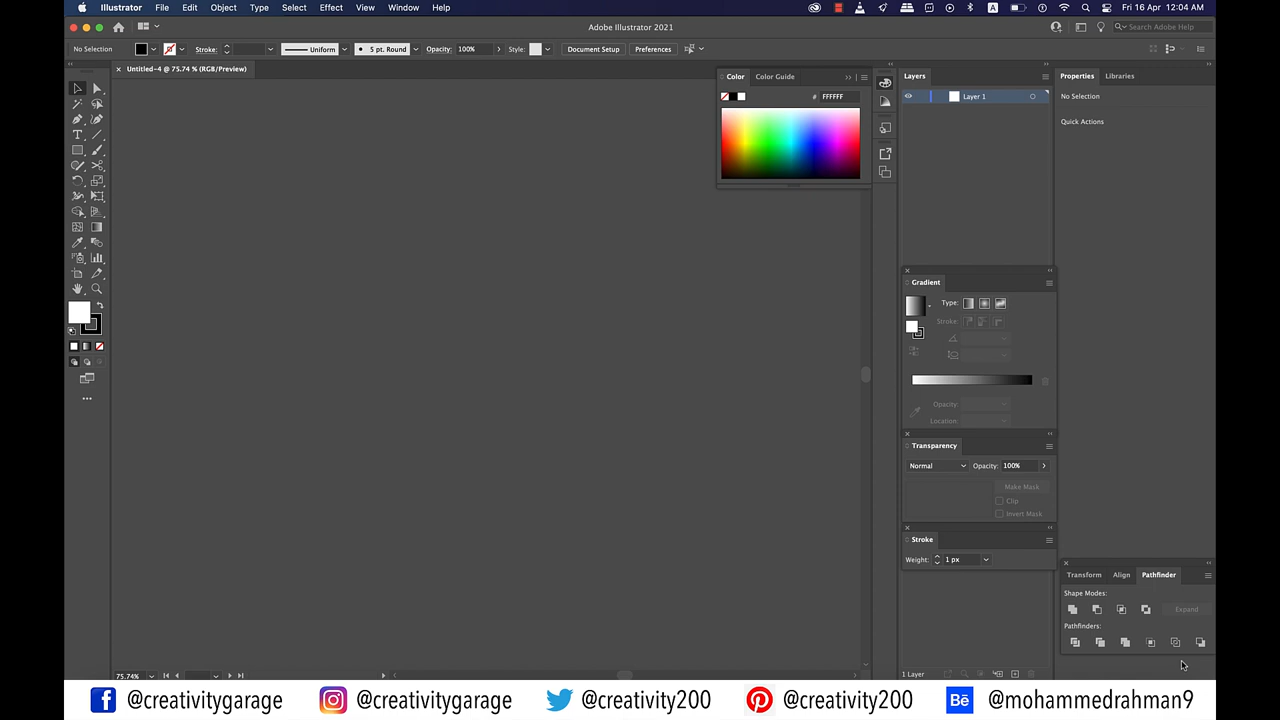 Illustrator File Edit Object Type Select Effect View Window Help Fri 16 Apr 12:04 AM
Adobe Illustrator 2021
Search Adobe Help
No Selection Stroke: Uniform 5 pt. Round Opacity: 100% Style: Document Setup Preferences
Untitled-4 @ 75.74 % (RGB/Preview)
Color Color Guide
# FFFFFF
Layers
Layer 1
Properties Libraries
No Selection
Quick Actions
Gradient
Type:
Stroke:
Opacity:
Location:
Transparency
Normal Opacity: 100%
Make Mask
Clip
Invert Mask
Stroke
Weight: 1 px
Transform Align Pathfinder
Shape Modes:
Expand
Pathfinders:
75.74%
1 Layer
@creativitygarage @creativitygarage @creativity200 @creativity200 Bē @mohammedrahman9